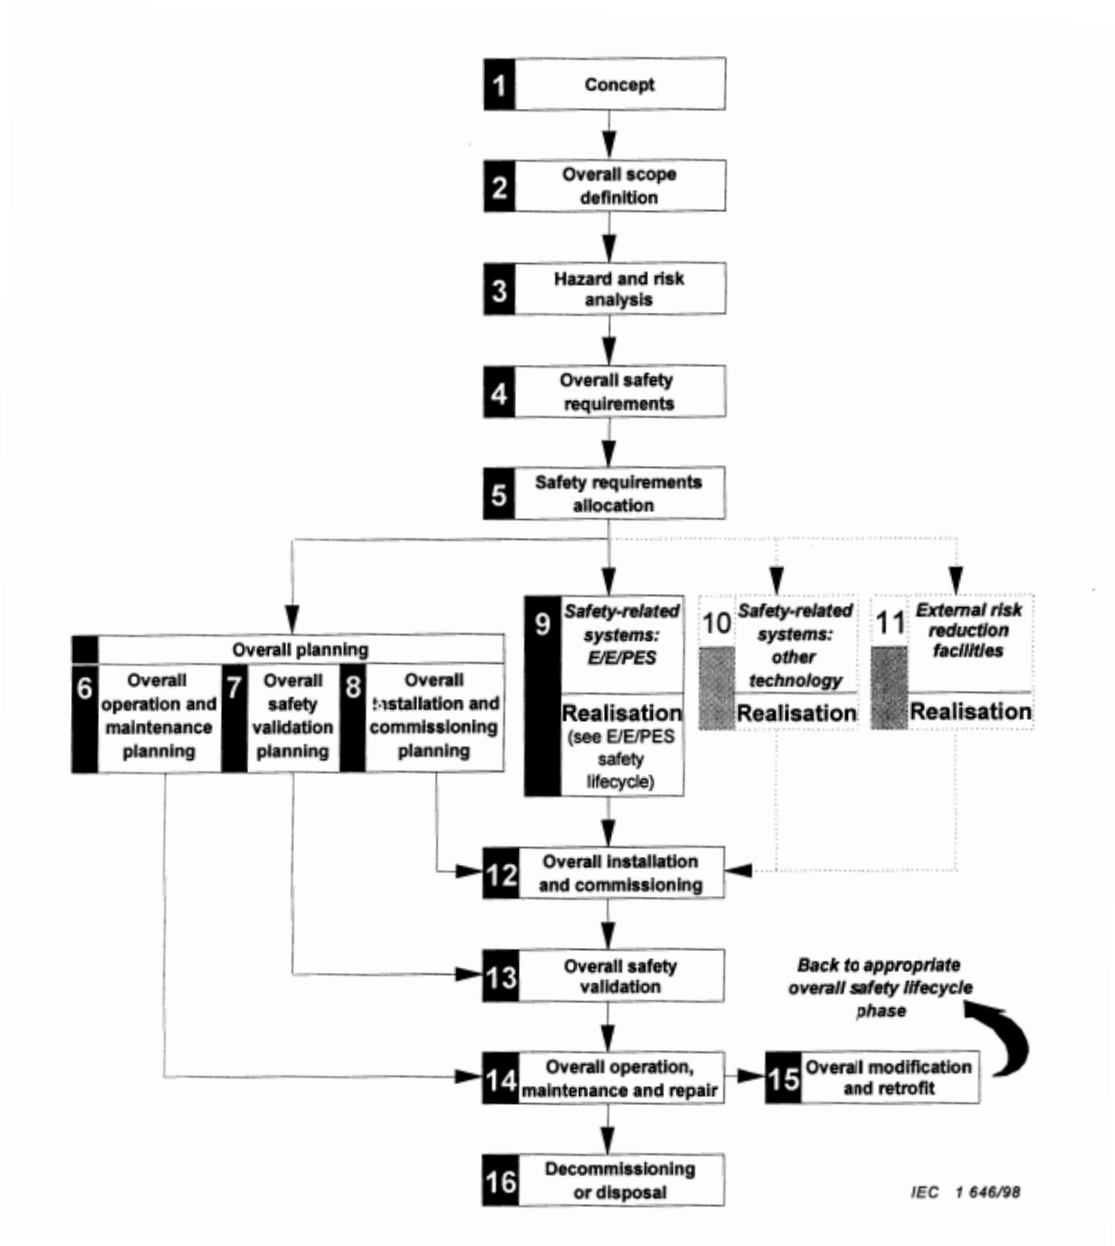 1
Concept
2
Overall scope
definition
3
Hazard and risk
analysis
4
Overall safety
requirements
5
Safety requirements
allocation
Overall planning
6
Overall
operation and
maintenance
planning
7
Overall
safety
validation
planning
8
Overall
installation and
commissioning
planning
9
Safety-related
systems:
E/E/PES
Realisation
(see E/E/PES
safety
lifecycle)
10
Safety-related
systems:
other
technology
Realisation
11
External risk
reduction
facilities
Realisation
12
Overall installation
and commissioning
13
Overall safety
validation
Back to appropriate
overall safety lifecycle
phase
14
Overall operation,
maintenance and repair
15
Overall modification
and retrofit
16
Decommissioning
or disposal
IEC 1 646/98